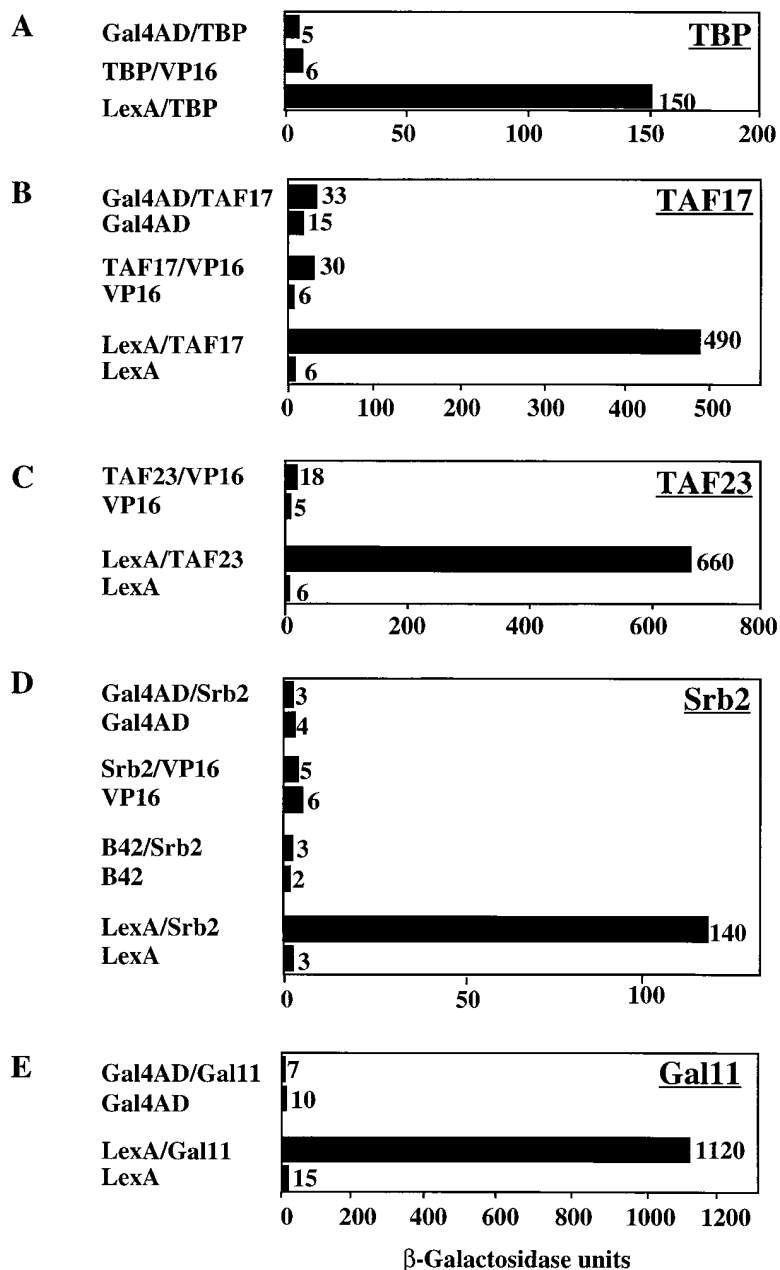 A
TBP
Gal4AD/TBP 5
TBP/VP16 6
LexA/TBP 150
0 50 100 150 200
B
TAF17
Gal4AD/TAF17 33
Gal4AD 15
TAF17/VP16 30
VP16 6
LexA/TAF17 490
LexA 6
0 100 200 300 400 500
C
TAF23
TAF23/VP16 18
VP16 5
LexA/TAF23 660
LexA 6
0 200 400 600 800
D
Srb2
Gal4AD/Srb2 3
Gal4AD 4
Srb2/VP16 5
VP16 6
B42/Srb2 3
B42 2
LexA/Srb2 140
LexA 3
0 50 100
E
Gal11
Gal4AD/Gal11 7
Gal4AD 10
LexA/Gal11 1120
LexA 15
0 200 400 600 800 1000 1200
β-Galactosidase units